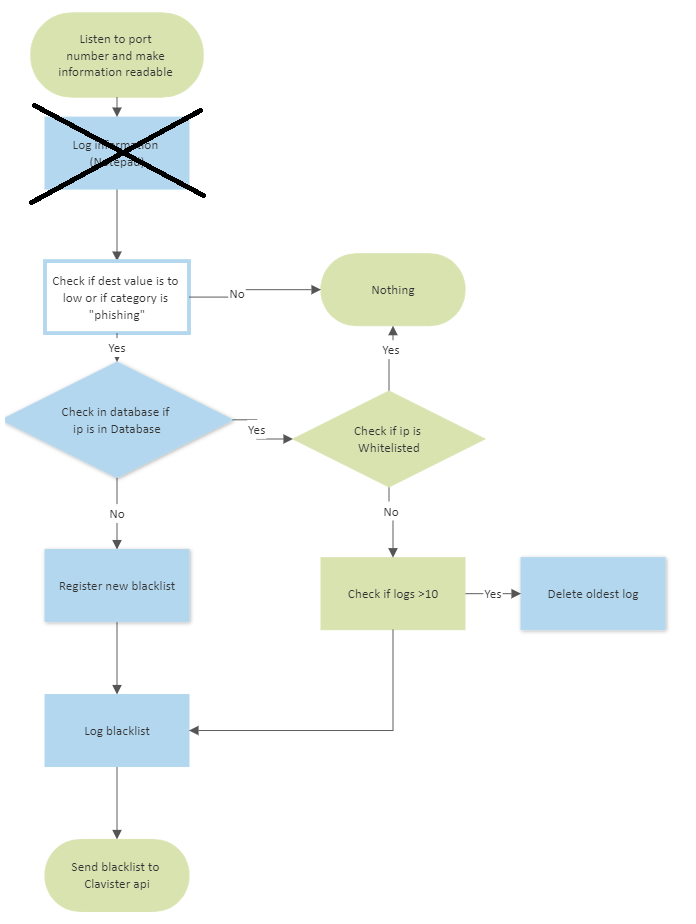 Listen to port
number and make
information readable
Log information
(Notepad)
Check if dest value is to
low or if category is
"phishing"
No
Nothing
Yes
Yes
Check in database if
ip is in Database
Yes
Check if ip is
Whitelisted
No
No
Register new blacklist
Check if logs >10
Yes
Delete oldest log
Log blacklist
Send blacklist to
Clavister api